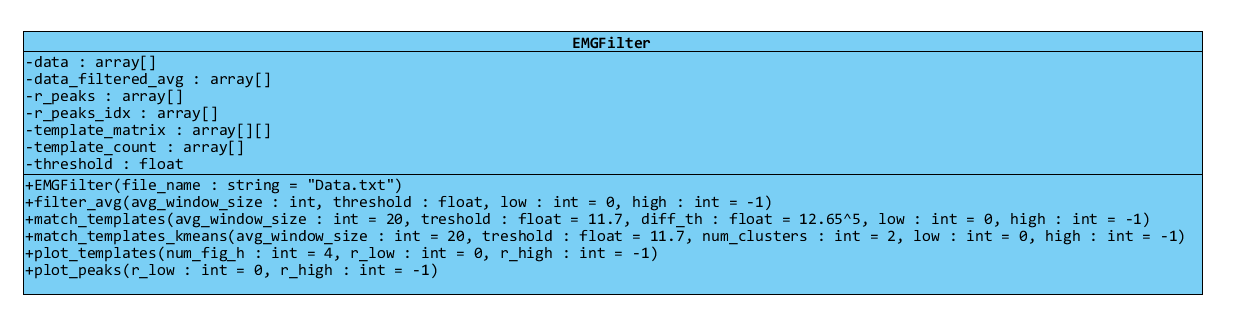 EMGFilter
-data : array[]
-data_filtered_avg : array[]
-r_peaks : array[]
-r_peaks_idx : array[]
-template_matrix : array[][]
-template_count : array[]
-threshold : float
+EMGFilter(file_name : string = "Data.txt")
+filter_avg(avg_window_size : int, threshold : float, low : int = 0, high : int = -1)
+match_templates(avg_window_size : int = 20, treshold : float = 11.7, diff_th : float = 12.65^5, low : int = 0, high : int = -1)
+match_templates_kmeans(avg_window_size : int = 20, treshold : float = 11.7, num_clusters : int = 2, low : int = 0, high : int = -1)
+plot_templates(num_fig_h : int = 4, r_low : int = 0, r_high : int = -1)
+plot_peaks(r_low : int = 0, r_high : int = -1)